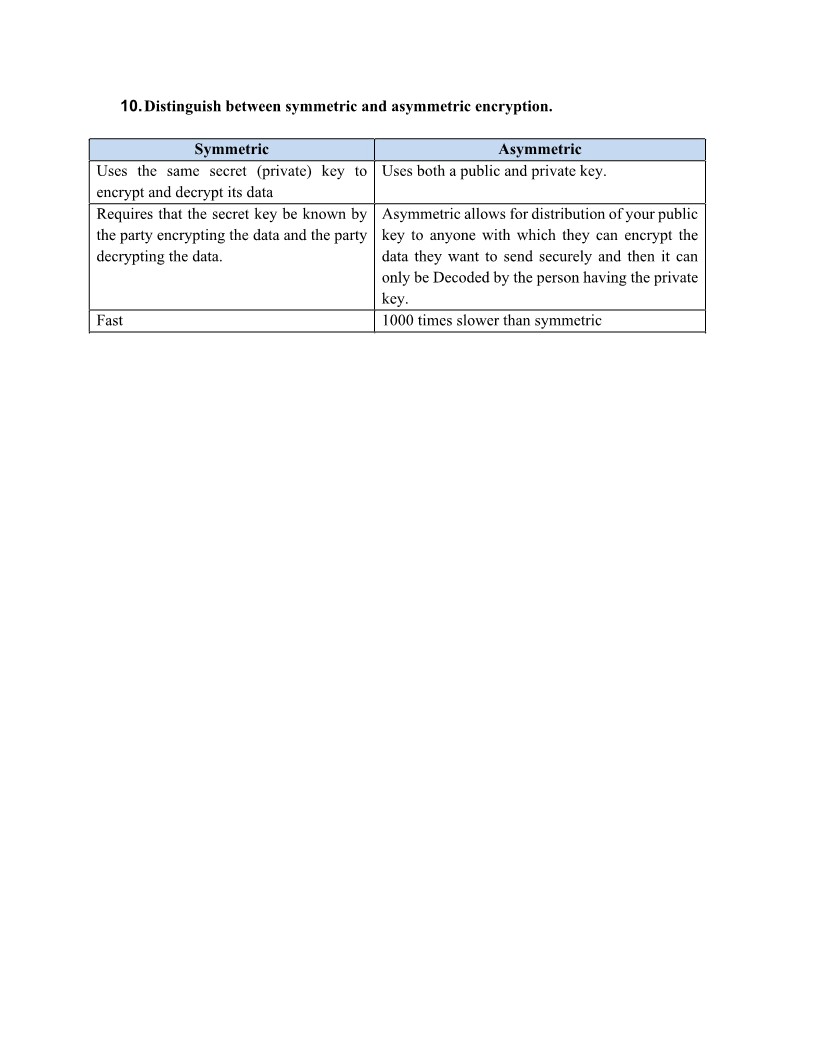 10. Distinguish between symmetric and asymmetric encryption.
Symmetric
Asymmetric
Uses the same secret (private) key to
encrypt and decrypt its data
Uses both a public and private key.
Requires that the secret key be known by
the party encrypting the data and the party
decrypting the data.
Asymmetric allows for distribution of your public
key to anyone with which they can encrypt the
data they want to send securely and then it can
only be Decoded by the person having the private
key.
Fast
1000 times slower than symmetric